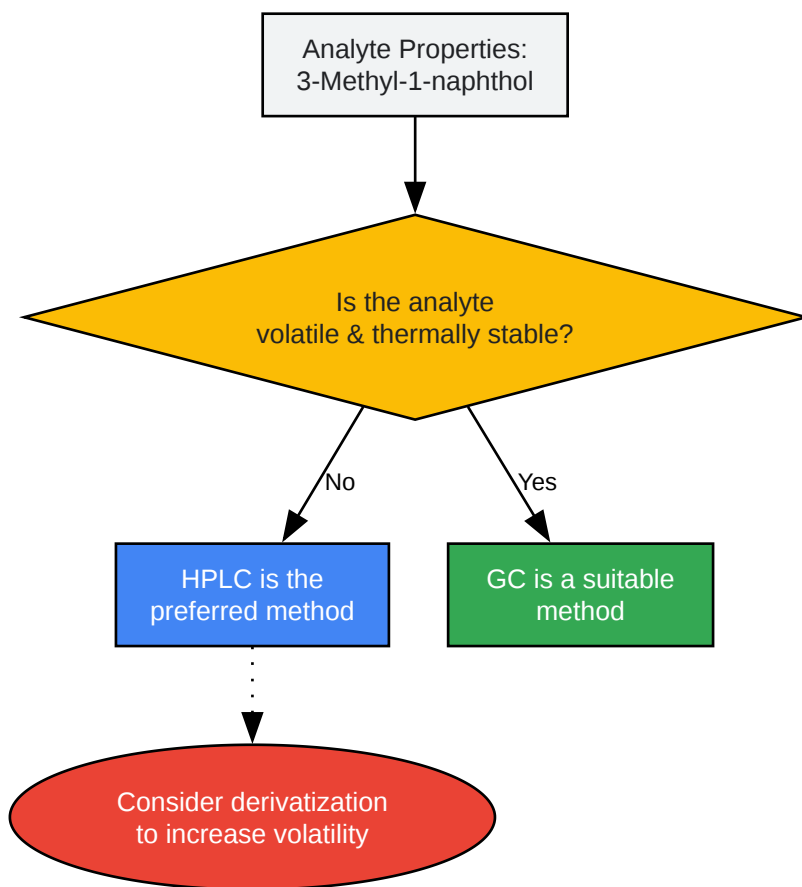 Analyte Properties:
3-Methyl-1-naphthol
Is the analyte
volatile & thermally stable?
No
Yes
HPLC is the
preferred method
GC is a suitable
method
Consider derivatization
to increase volatility